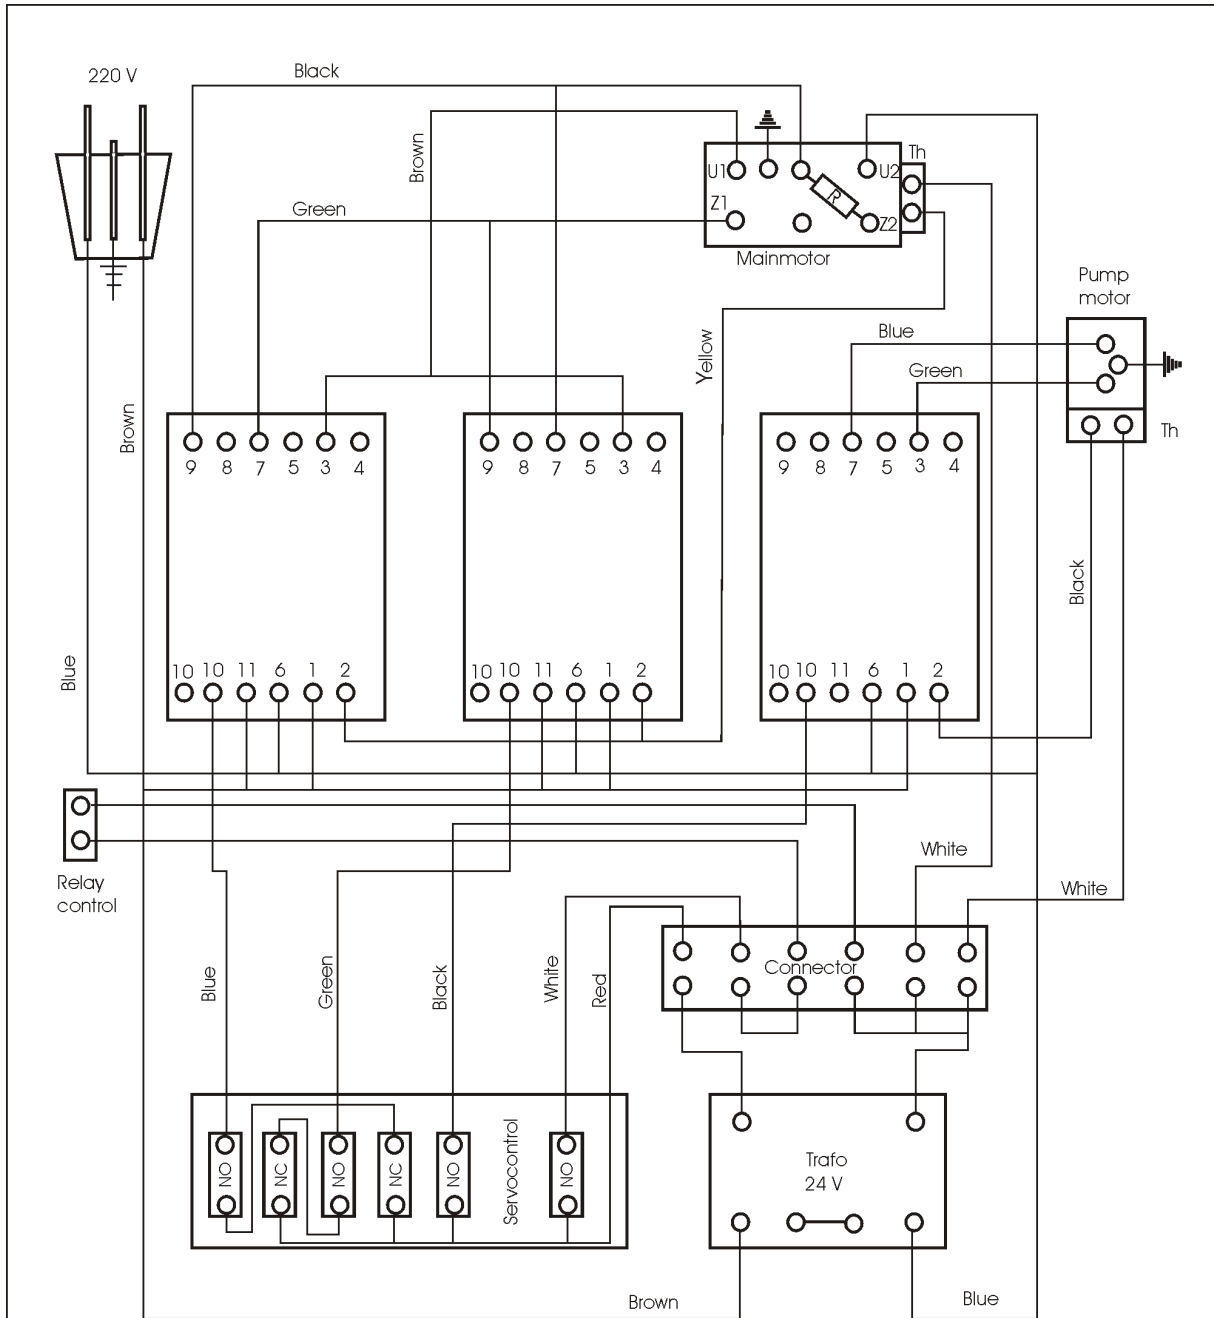 220 V
Black
Brown
Green
U1
U2
Th
R
Z1
Z2
Mainmotor
Pump
motor
Blue
Green
Th
Yellow
Brown
9 8 7 5 3 4
9 8 7 5 3 4
9 8 7 5 3 4
Black
Blue
10 10 11 6 1 2
10 10 11 6 1 2
10 10 11 6 1 2
Relay
control
White
White
Connector
Blue
Green
Black
White
Red
NO
NC
NO
NC
NO
Servocontrol
NO
Trafo
24 V
Brown
Blue